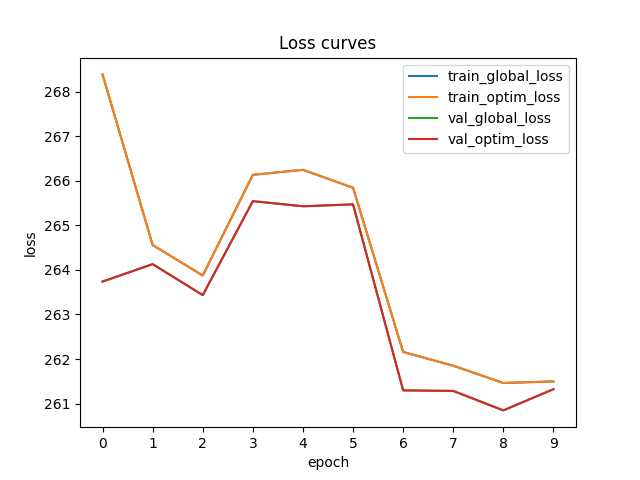 Loss curves
train_global_loss
train_optim_loss
val_global_loss
val_optim_loss
268
267
266
265
264
263
262
261
loss
0 1 2 3 4 5 6 7 8 9
epoch